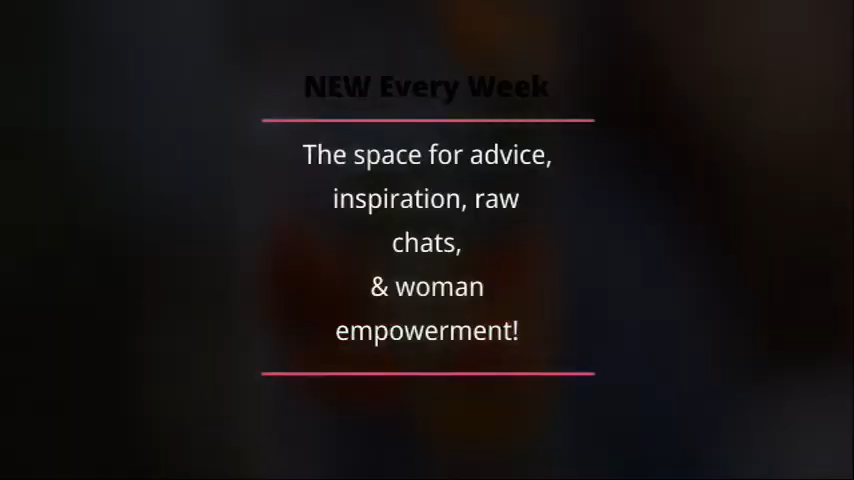 NEW Every Week
The space for advice,
inspiration, raw
chats,
& woman
empowerment!